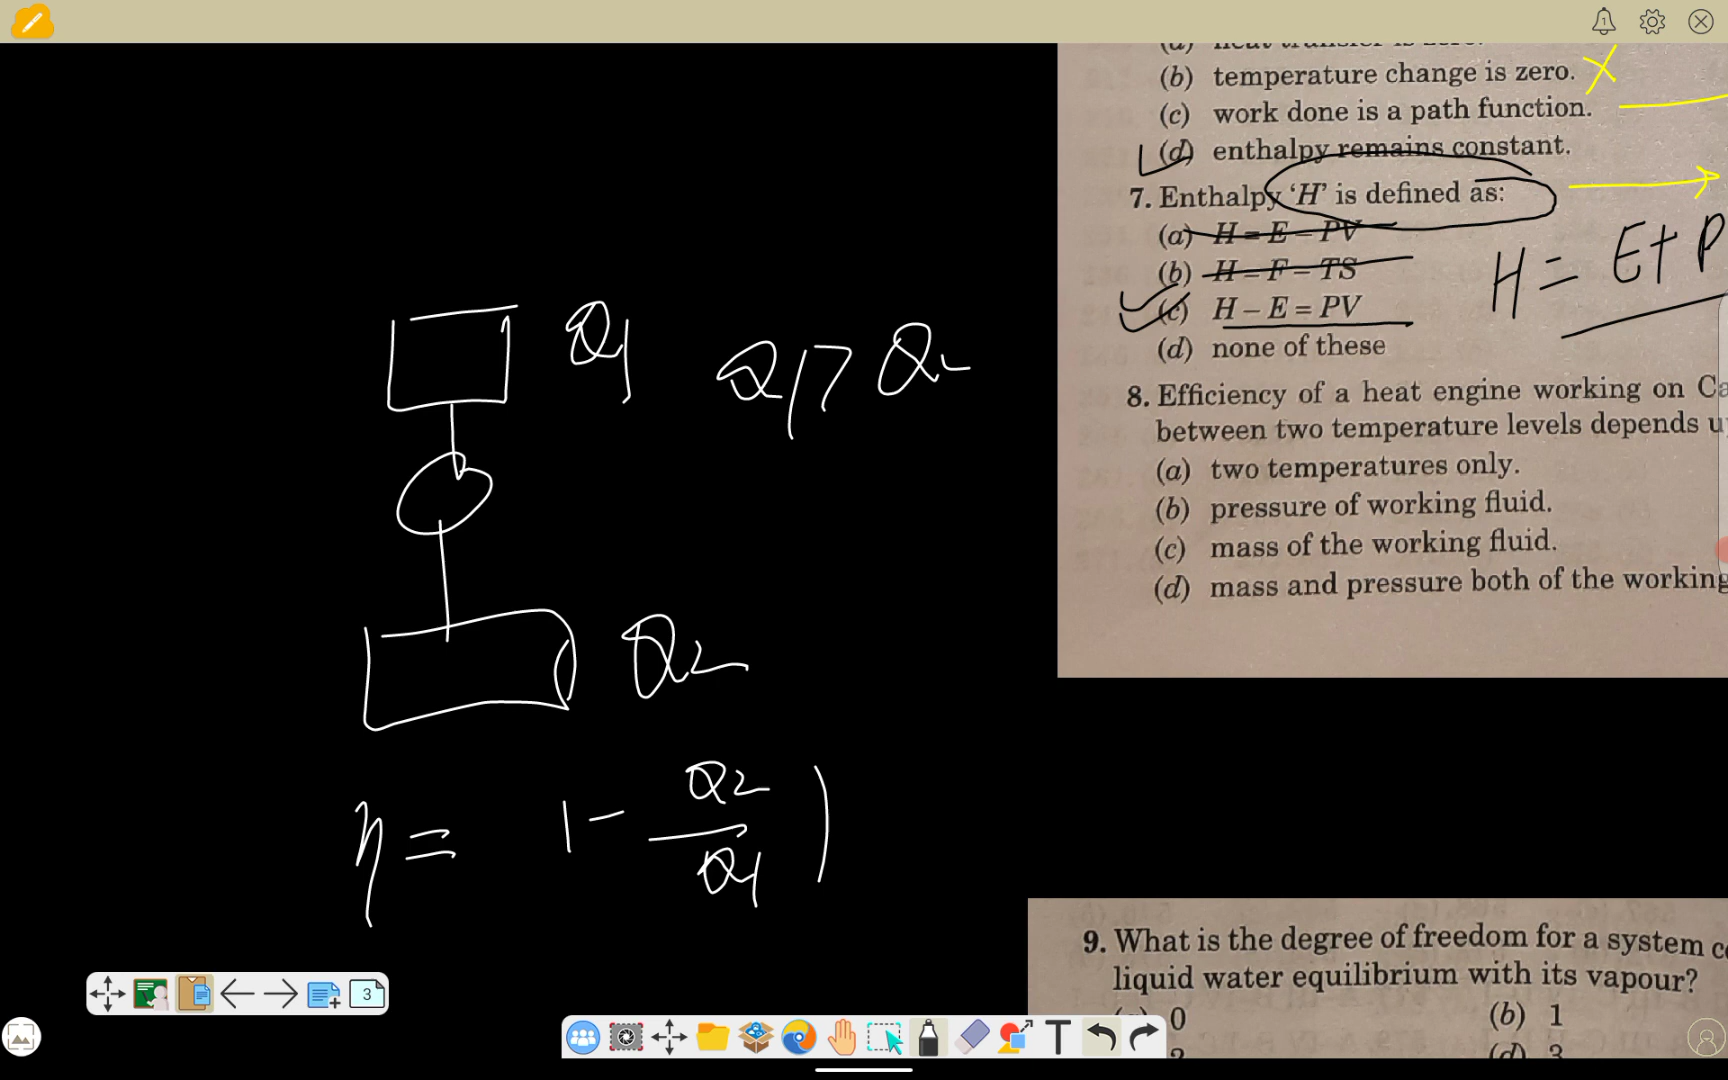 (b) temperature change is zero. X
(c) work done is a path function.
(d) enthalpy remains constant.
7. Enthalpy 'H' is defined as:
(a) H = E – PV
(b) H – F = TS
(c) H – E = PV
(d) none of these
H = E + P
8. Efficiency of a heat engine working on Ca
between two temperature levels depends u
(a) two temperatures only.
(b) pressure of working fluid.
(c) mass of the working fluid.
(d) mass and pressure both of the working
Q1
Q1 > Q2
Q2
η = 1 - Q2/Q1 )
9. What is the degree of freedom for a system co
liquid water equilibrium with its vapour?
0
(b) 1
(d) 3
3
T
1